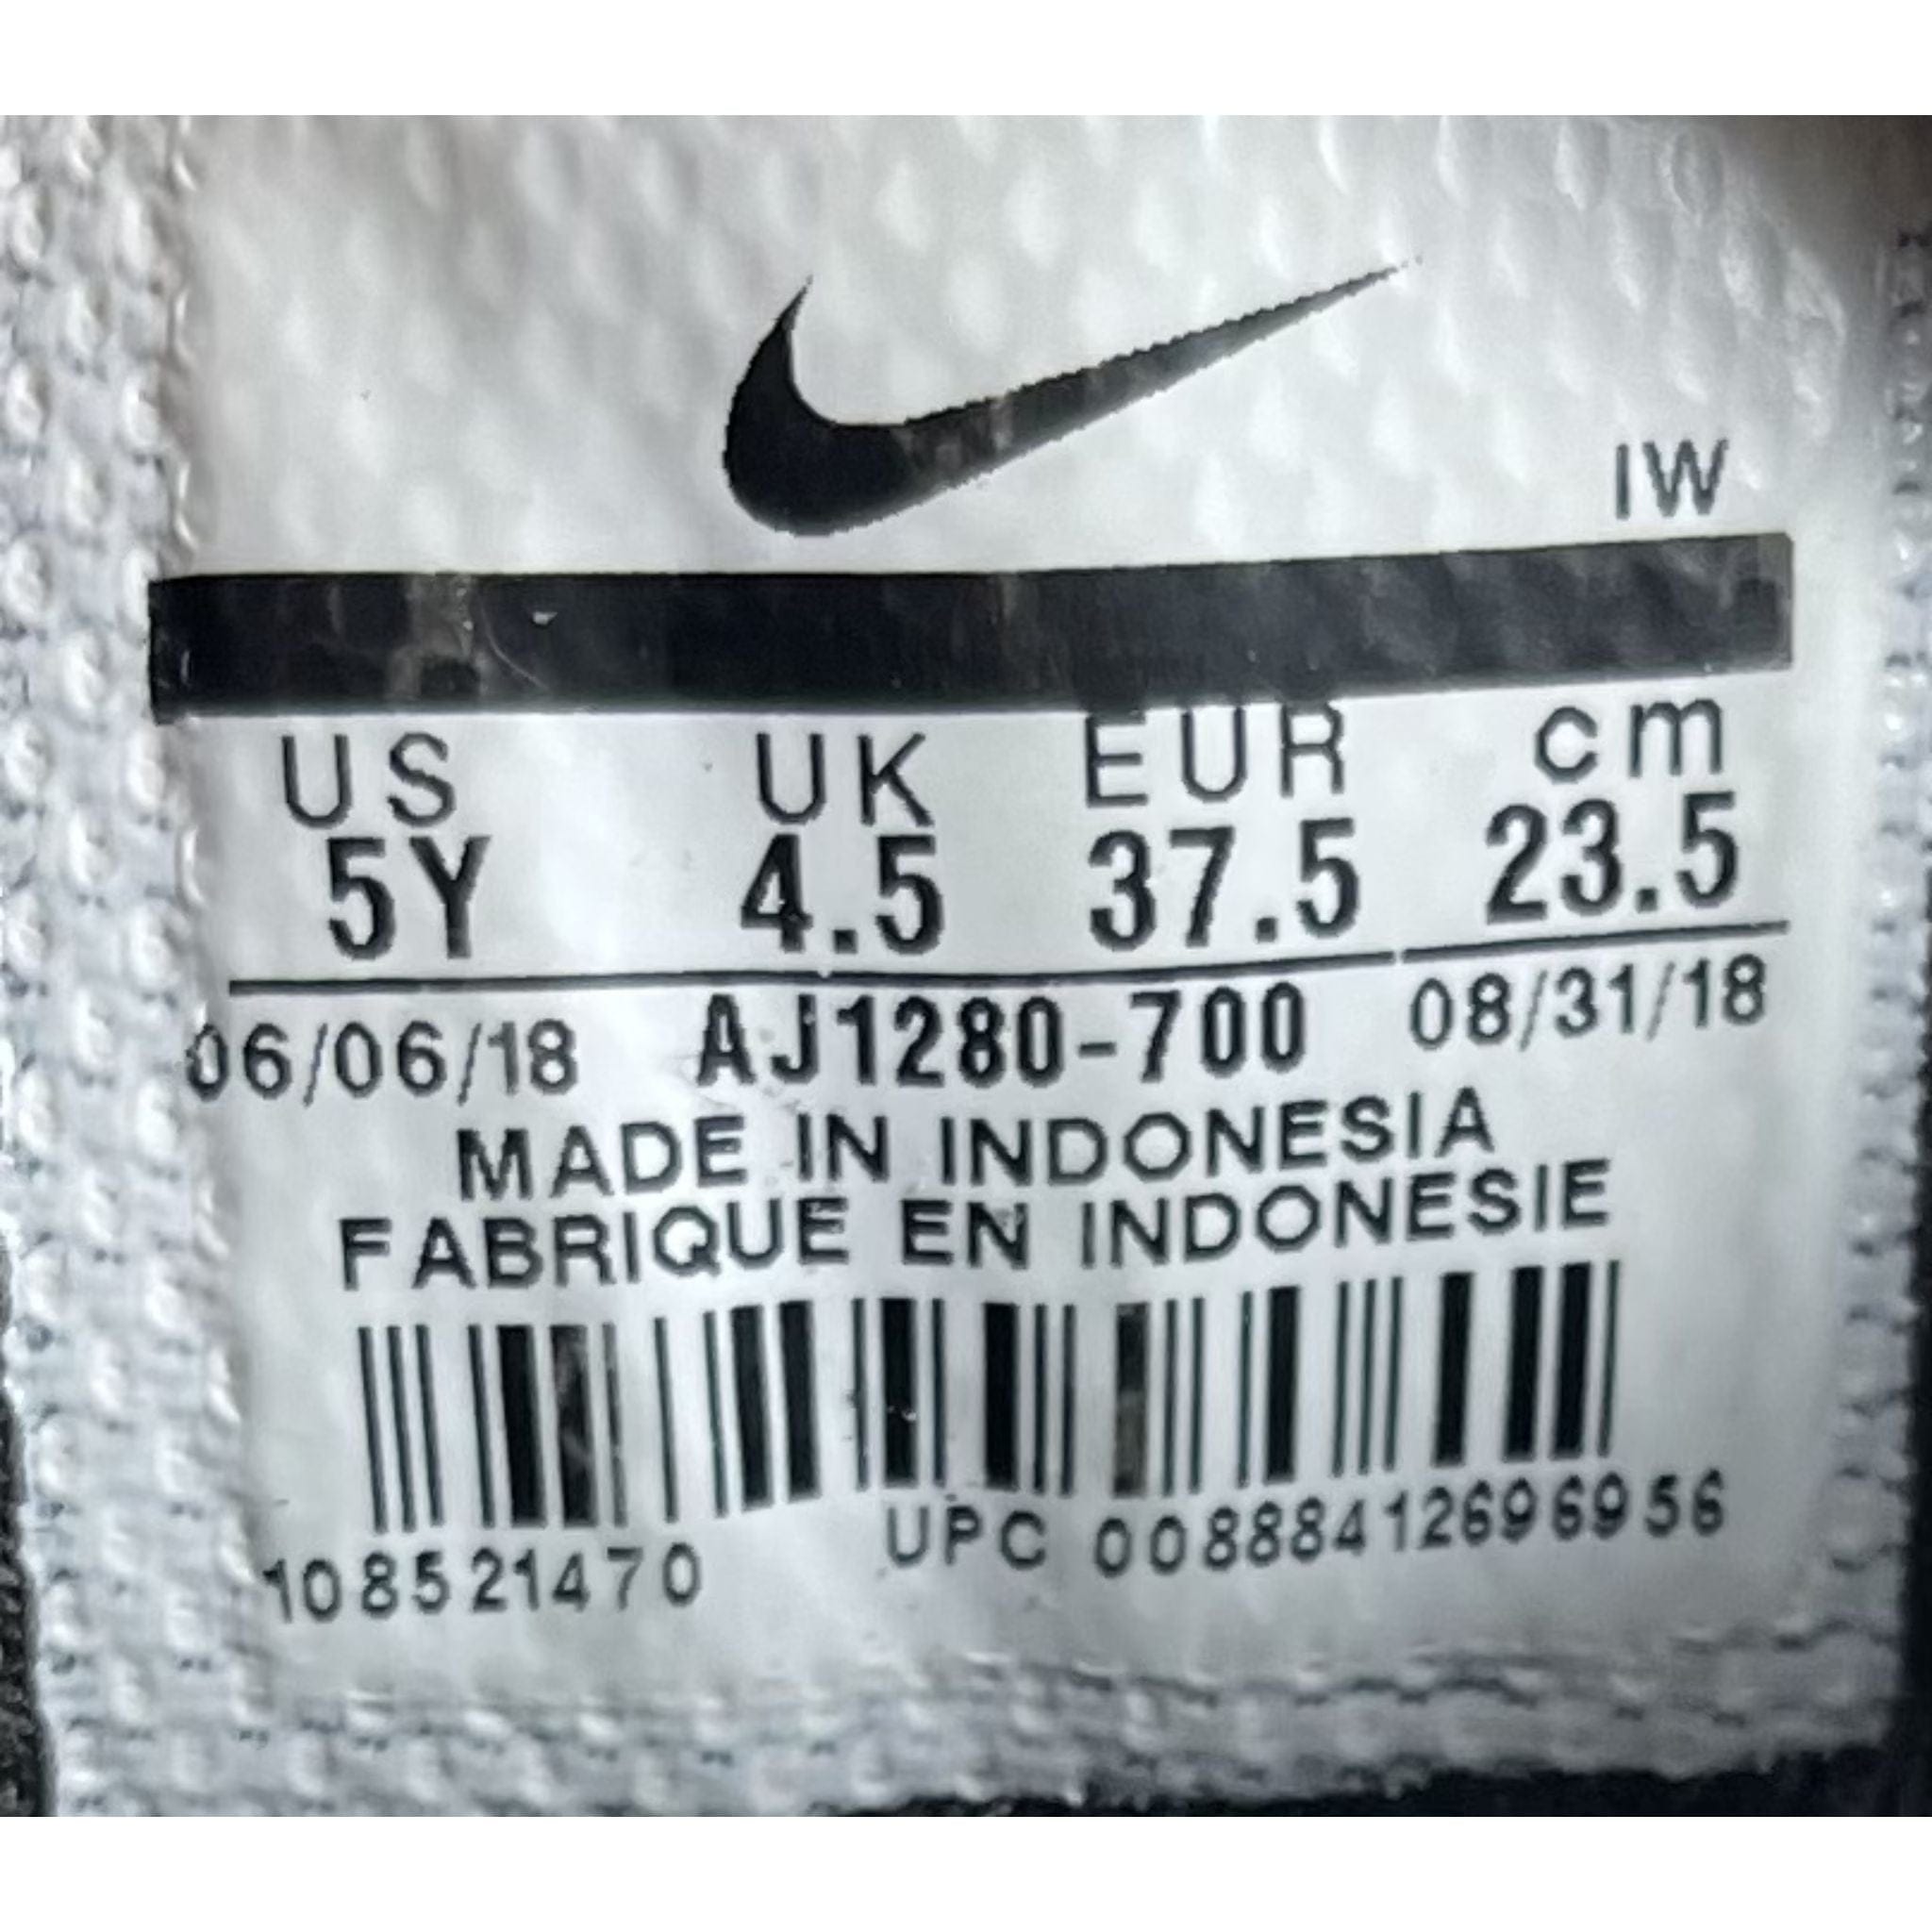 IW
US UK EUR cm
5Y 4.5 37.5 23.5
06/06/18 AJ1280-700 08/31/18
MADE IN INDONESIA
FABRIQUE EN INDONESIE
108521470 UPC 00888412696956